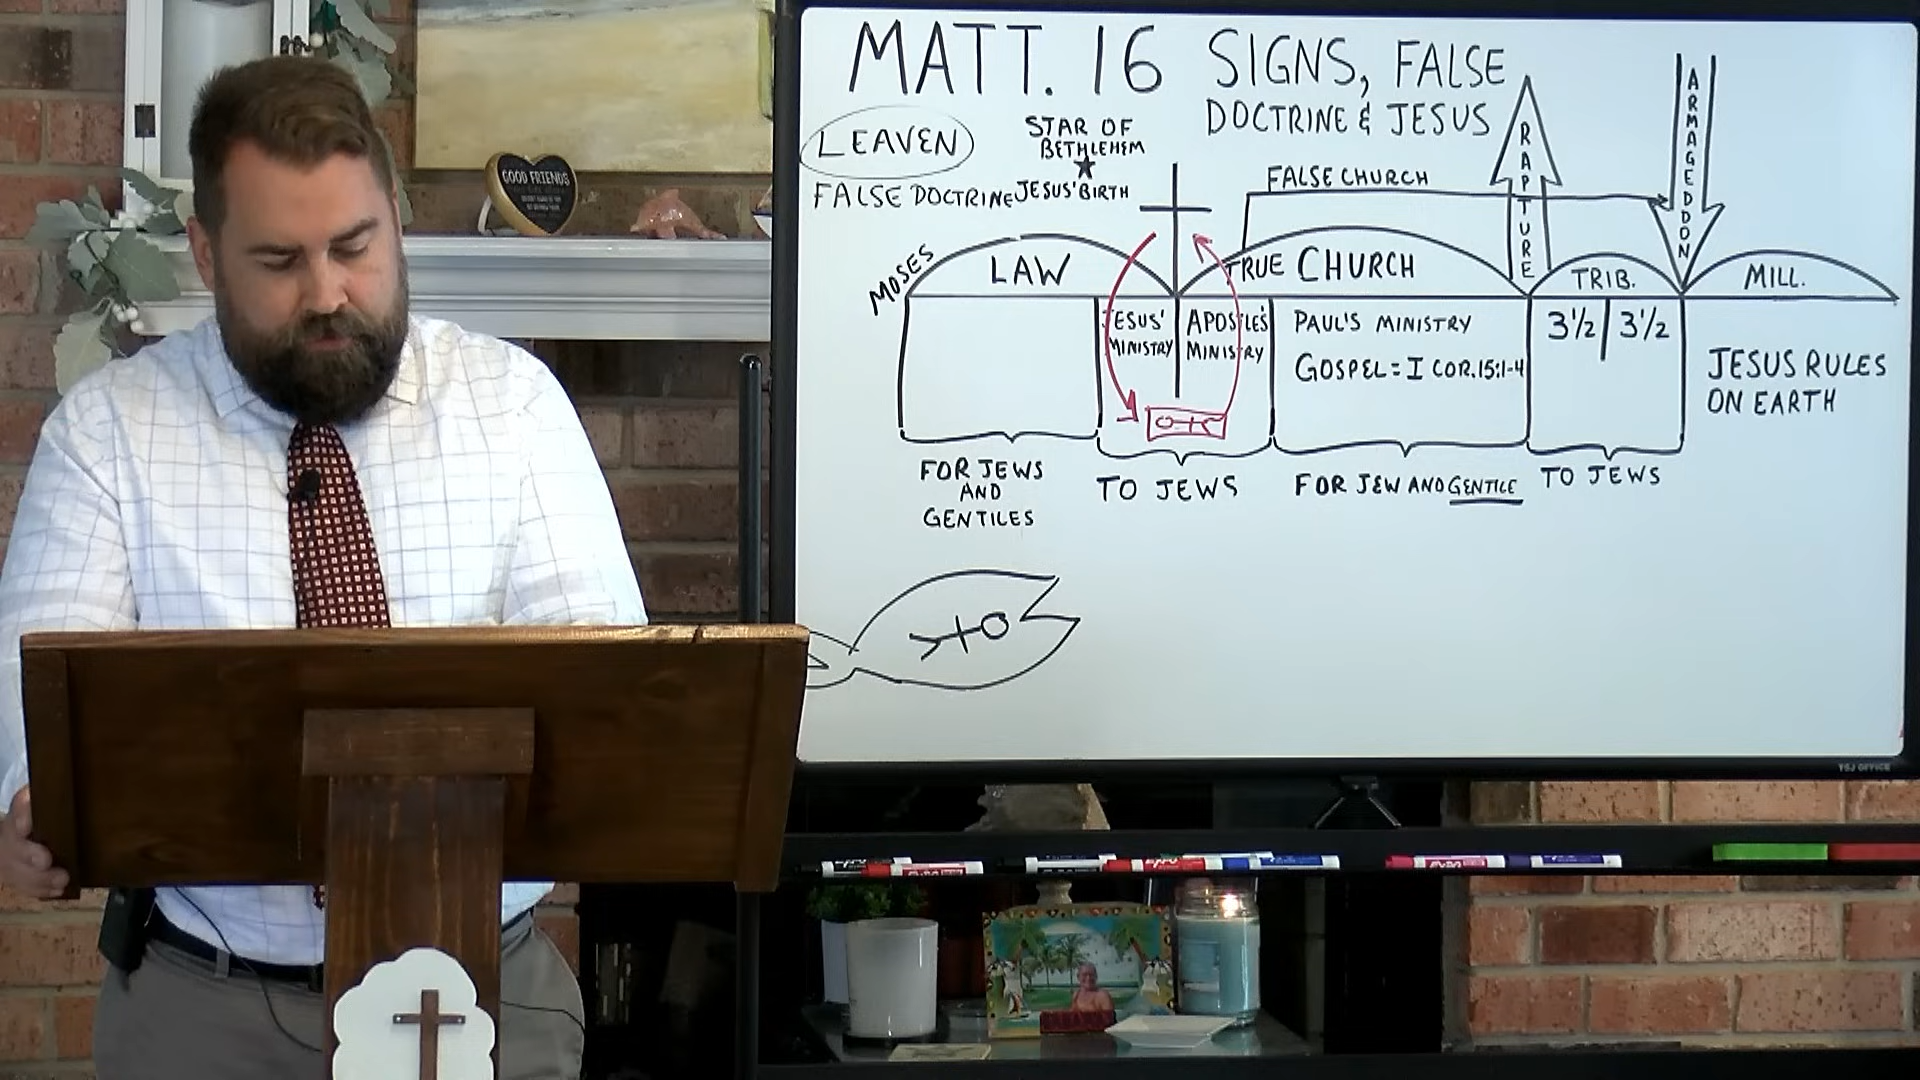 MATT. 16 SIGNS, FALSE
DOCTRINE & JESUS
LEAVEN
FALSE DOCTRINE
STAR OF
BETHLEHEM
JESUS' BIRTH
FALSE CHURCH
RAPTURE
ARMAGEDDON
MOSES
LAW
TRUE CHURCH
TRIB.
MILL.
JESUS'
MINISTRY
APOSTLE'S
MINISTRY
PAUL'S MINISTRY
GOSPEL = I COR. 15:1-4
3½ 3½
JESUS RULES
ON EARTH
FOR JEWS
AND
GENTILES
TO JEWS
FOR JEW AND GENTILE
TO JEWS
GOOD FRIENDS
TSJ OFFICE
EXPO